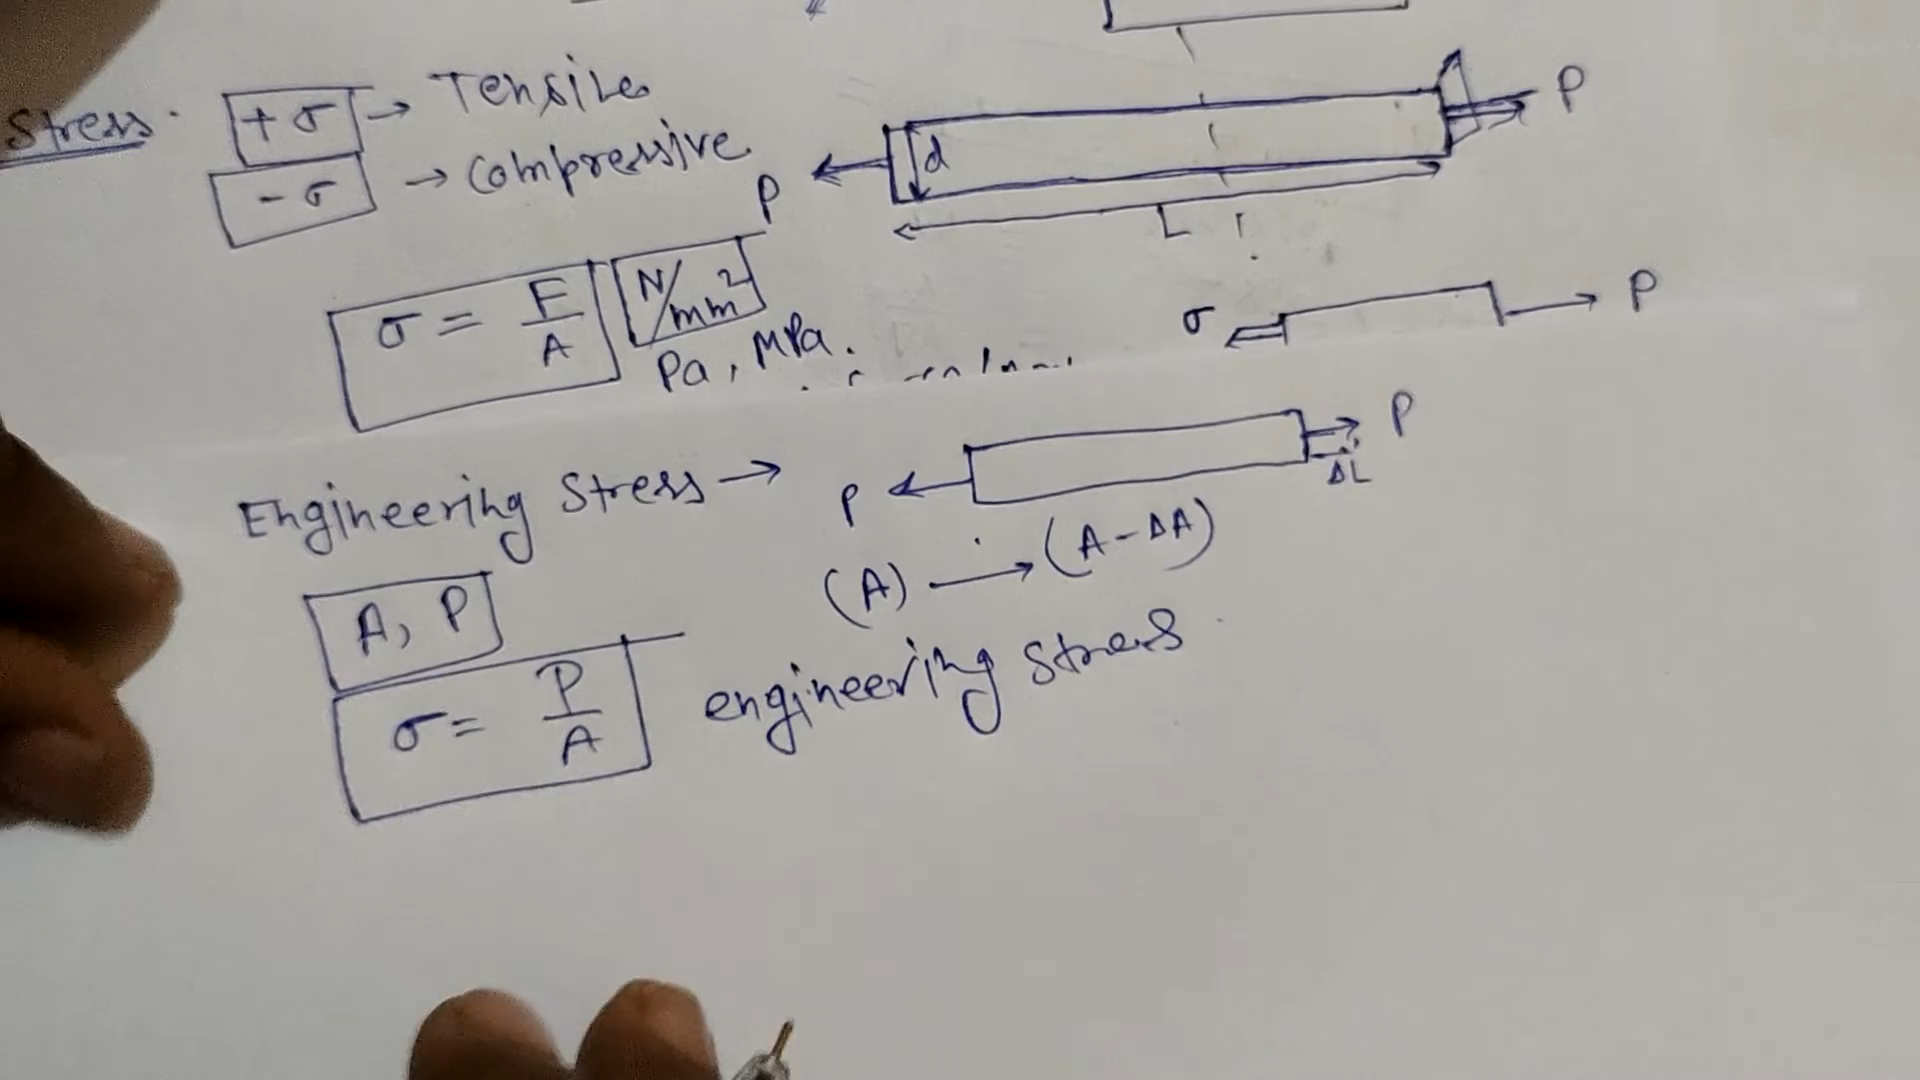 Stress. +σ → Tensile
-σ → Compressive
P
d
P
L
σ = F/A N/mm²
Pa, MPa.
σ P
Engineering Stress →
P P
ΔL
(A) → (A-ΔA)
A, P
σ = P/A engineering stress